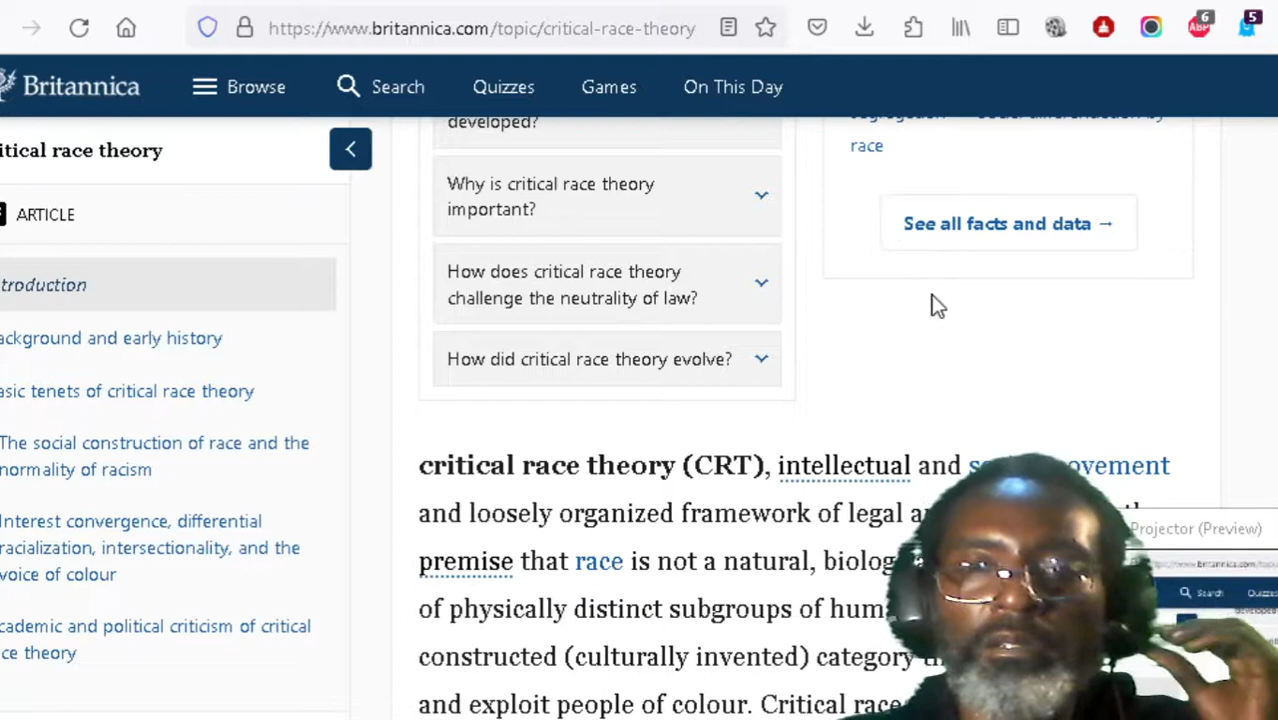 https://www.britannica.com/topic/critical-race-theory
6
5
ABP
Britannica
Browse
Search
Quizzes
Games
On This Day
itical race theory
ARTICLE
troduction
ackground and early history
asic tenets of critical race theory
The social construction of race and the
normality of racism
Interest convergence, differential
racialization, intersectionality, and the
voice of colour
cademic and political criticism of critical
ce theory
developed?
Why is critical race theory
important?
How does critical race theory
challenge the neutrality of law?
How did critical race theory evolve?
race
See all facts and data →
critical race theory (CRT), intellectual and movement
and loosely organized framework of legal
premise that race is not a natural,
of physically distinct subgroups of
constructed (culturally invented) category
and exploit people of colour. Critical race
Projector (Preview)
Search